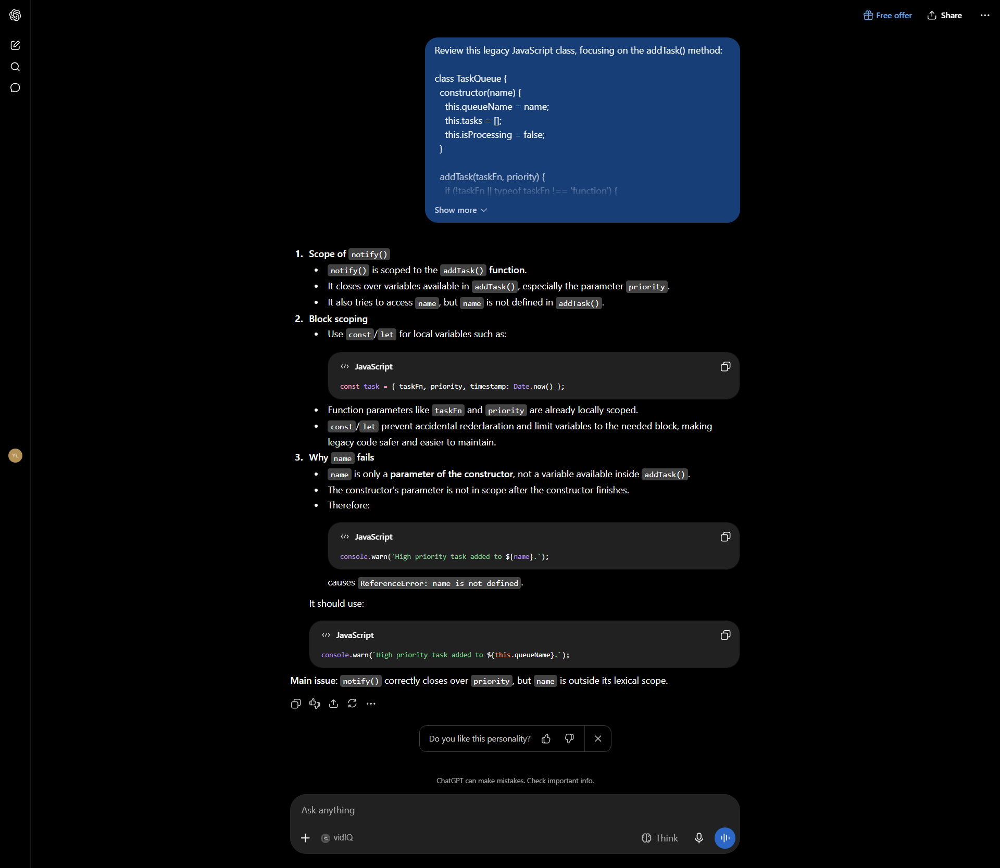 Free offer
Share
Review this legacy JavaScript class, focusing on the addTask() method:
class TaskQueue {
constructor(name) {
this.queueName = name;
this.tasks = [];
this.isProcessing = false;
}
addTask(taskFn, priority) {
if (!taskFn || typeof taskFn !== 'function') {
Show more
1. Scope of notify()
• notify() is scoped to the addTask() function.
• It closes over variables available in addTask(), especially the parameter priority.
• It also tries to access name, but name is not defined in addTask().
2. Block scoping
• Use const/let for local variables such as:
JavaScript
const task = { taskFn, priority, timestamp: Date.now() };
• Function parameters like taskFn and priority are already locally scoped.
• const/let prevent accidental redeclaration and limit variables to the needed block, making
legacy code safer and easier to maintain.
YL
3. Why name fails
• name is only a parameter of the constructor, not a variable available inside addTask().
• The constructor's parameter is not in scope after the constructor finishes.
• Therefore:
JavaScript
console.warn(`High priority task added to ${name}.`);
causes ReferenceError: name is not defined.
It should use:
JavaScript
console.warn(`High priority task added to ${this.queueName}.`);
Main issue: notify() correctly closes over priority, but name is outside its lexical scope.
Do you like this personality?
ChatGPT can make mistakes. Check important info.
Ask anything
IQ vidIQ
Think